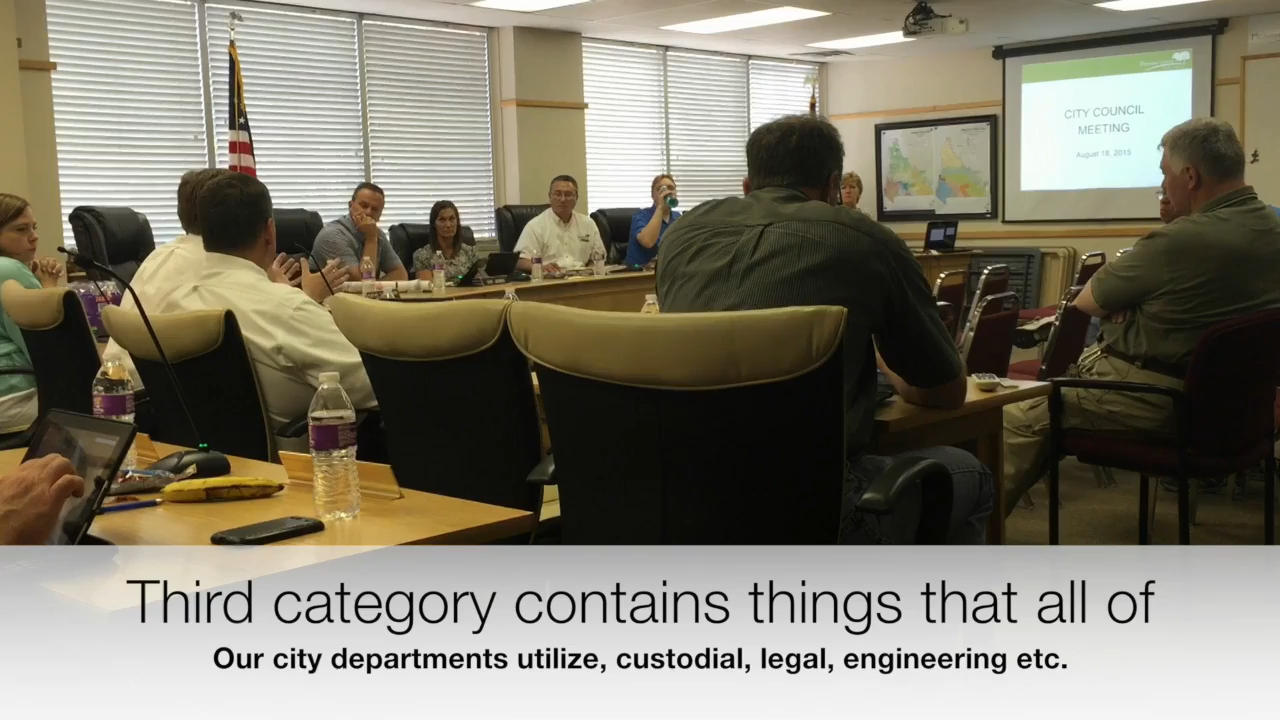 CITY COUNCIL
MEETING
August 18, 2015
Third category contains things that all of
Our city departments utilize, custodial, legal, engineering etc.